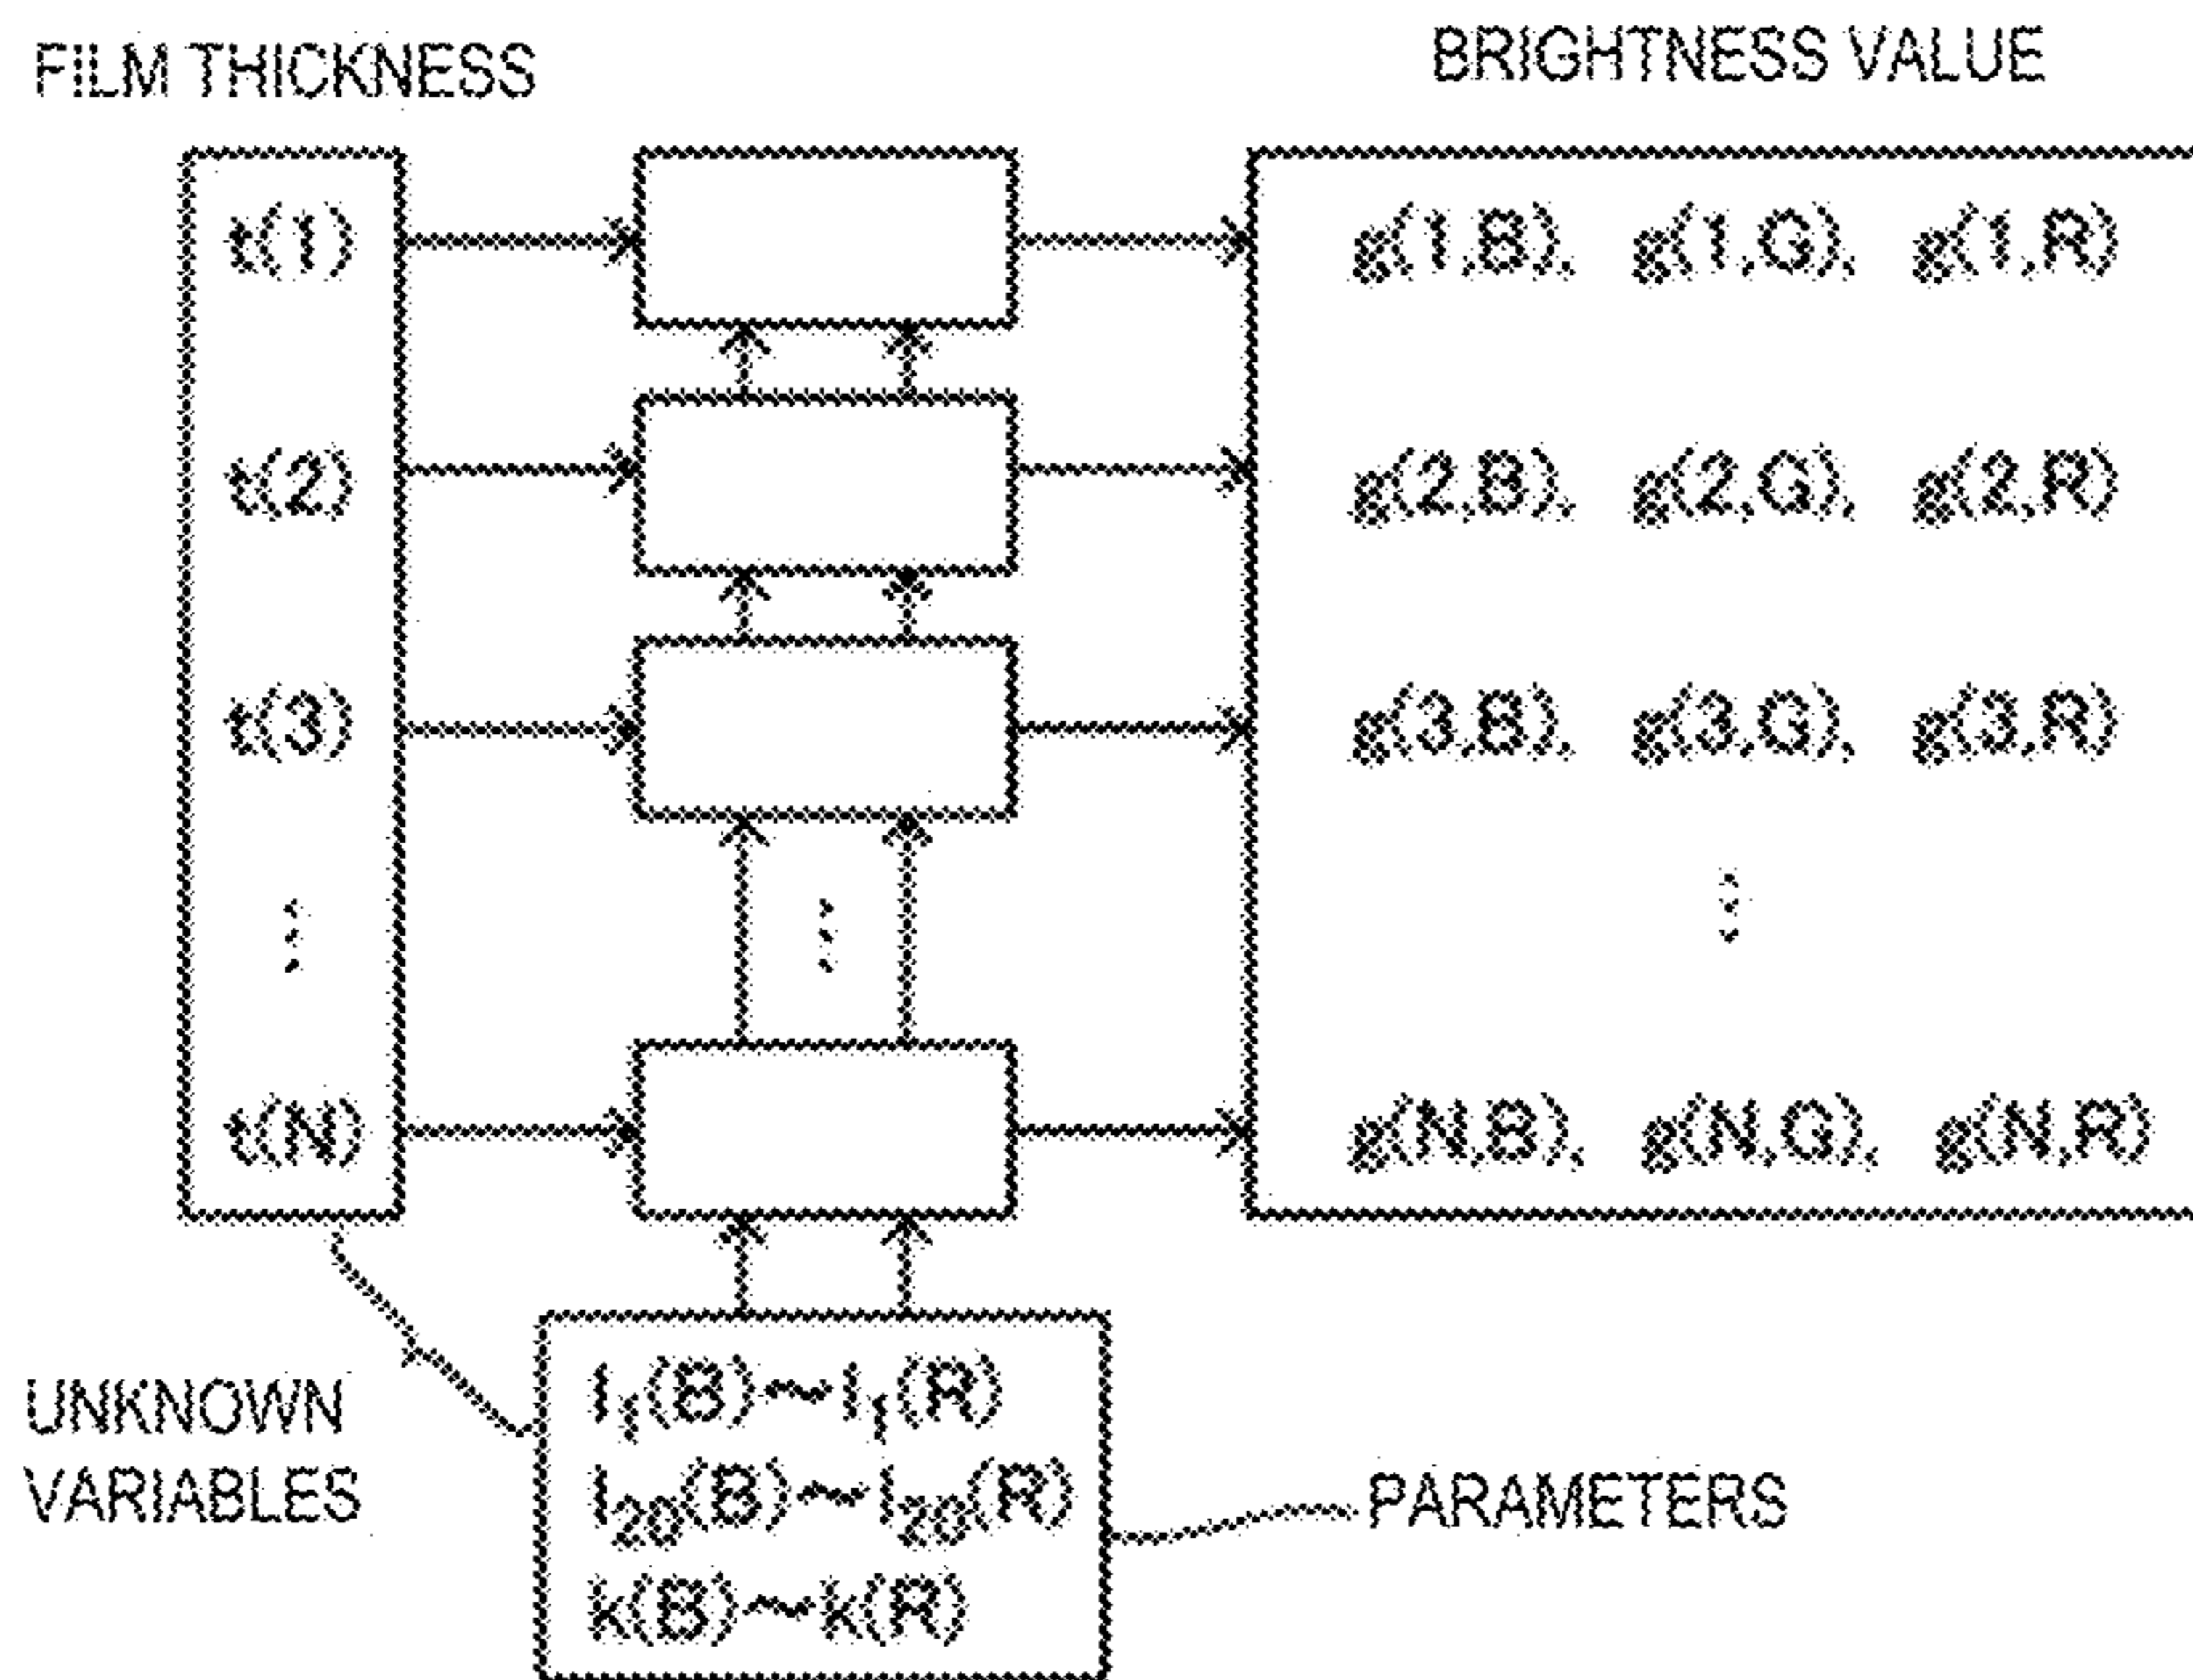 FILM THICKNESS
BRIGHTNESS VALUE
t(1)
g(1,B), g(1,G), g(1,R)
t(2)
g(2,B), g(2,G), g(2,R)
t(3)
g(3,B), g(3,G), g(3,R)
t(N)
g(N,B), g(N,G), g(N,R)
UNKNOWN
VARIABLES
I₁(B)~I₁(R)
I₂₀(B)~I₂₀(R)
k(B)~k(R)
PARAMETERS